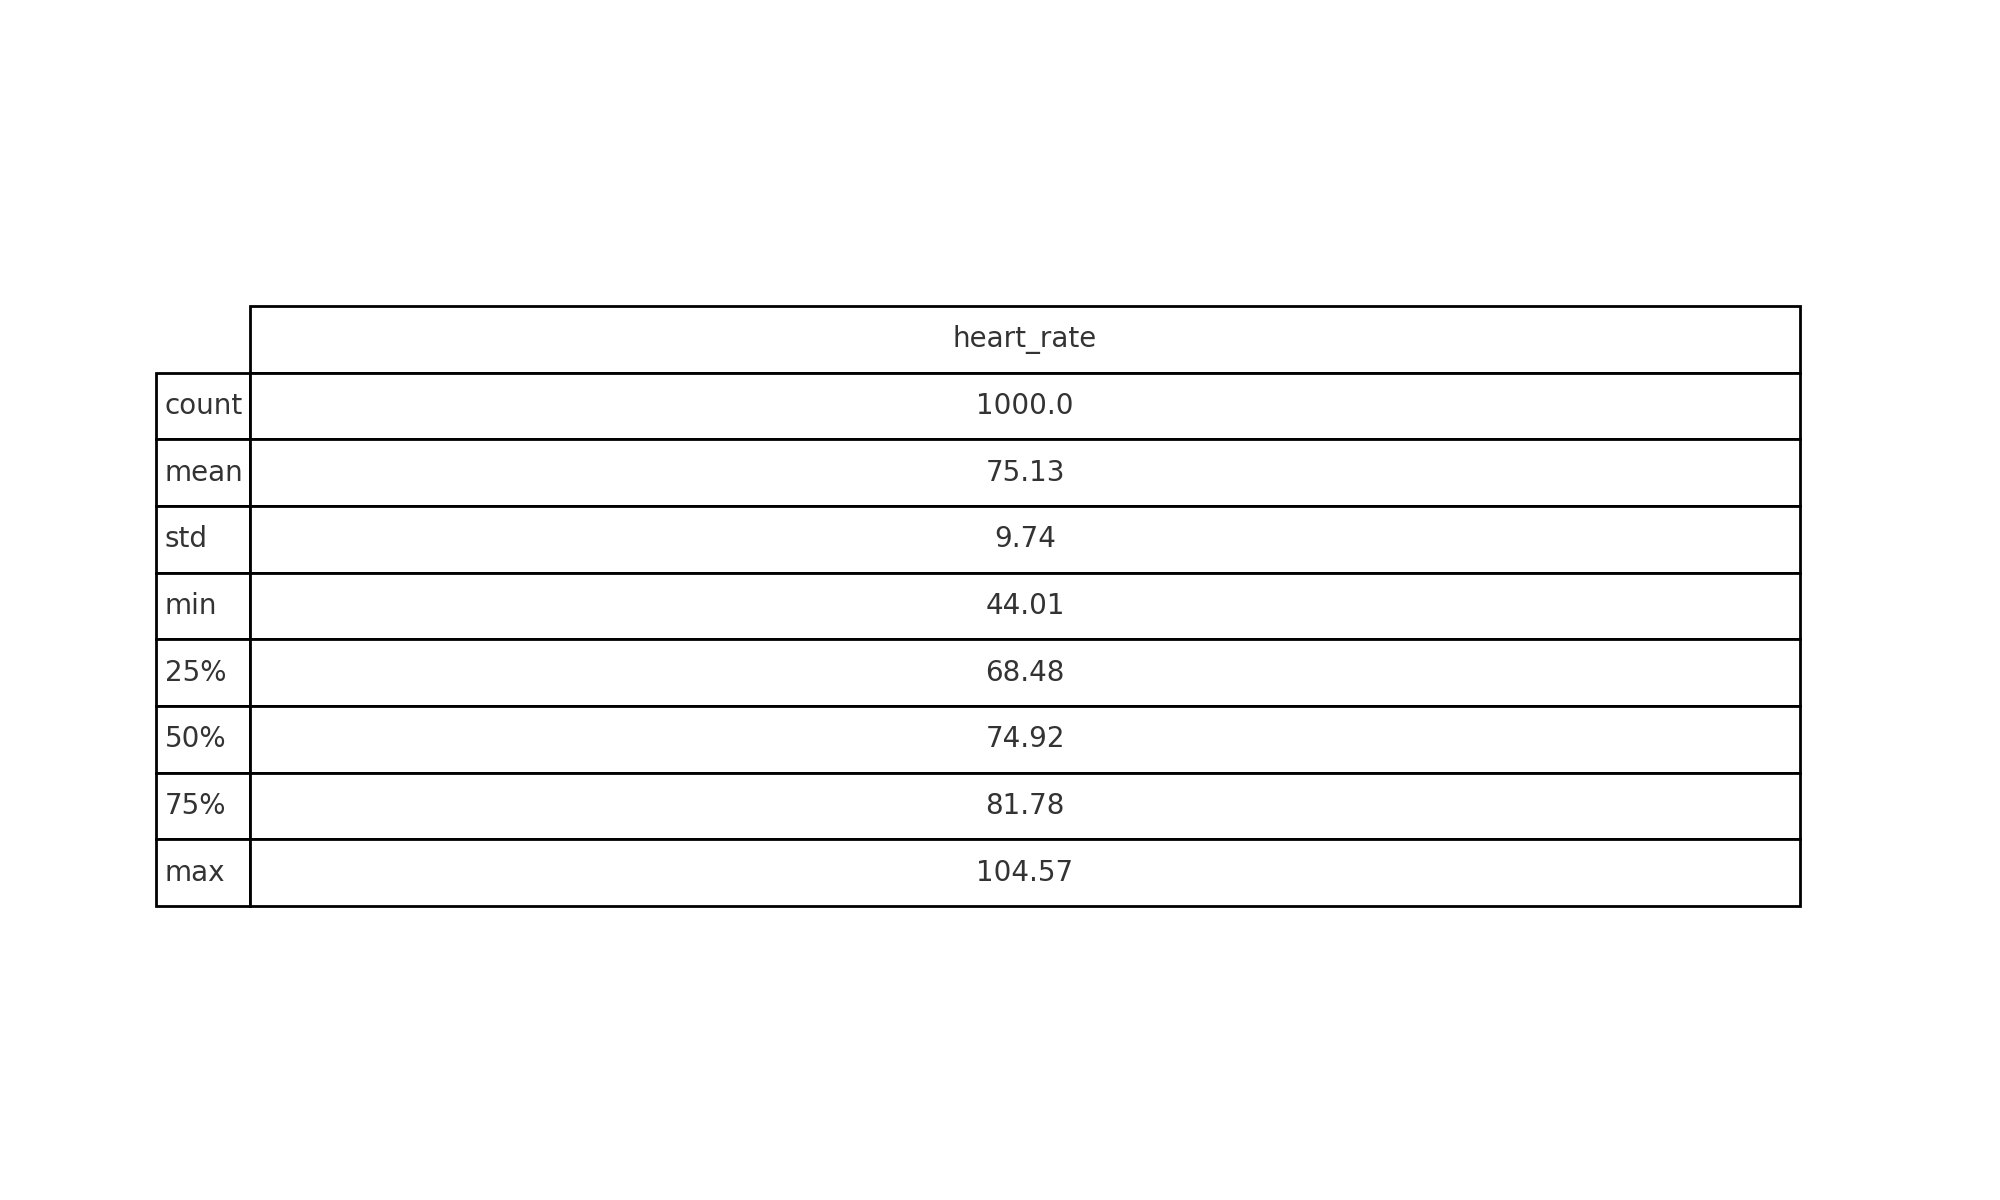 heart_rate
count 1000.0
mean 75.13
std 9.74
min 44.01
25% 68.48
50% 74.92
75% 81.78
max 104.57